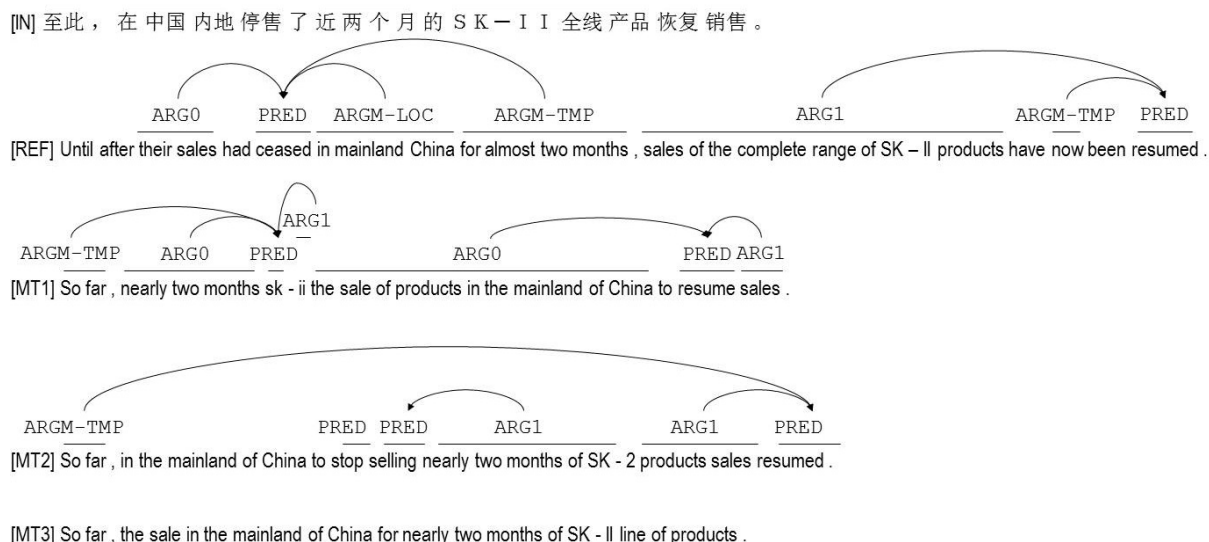 [IN] 至此 ， 在 中国 内地 停售 了 近 两 个 月 的 ＳＫ－ＩＩ 全线 产品 恢复 销售 。
ARG0 PRED ARGM-LOC ARGM-TMP ARG1 ARGM-TMP PRED
[REF] Until after their sales had ceased in mainland China for almost two months , sales of the complete range of SK – II products have now been resumed .
ARG1
ARGM-TMP ARG0 PRED ARG0 PRED ARG1
[MT1] So far , nearly two months sk - ii the sale of products in the mainland of China to resume sales .
ARGM-TMP PRED PRED ARG1 ARG1 PRED
[MT2] So far , in the mainland of China to stop selling nearly two months of SK - 2 products sales resumed .
[MT3] So far , the sale in the mainland of China for nearly two months of SK - II line of products .